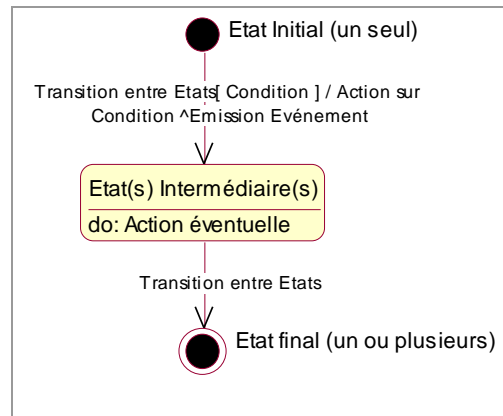 Etat Initial (un seul)
Transition entre Etats[ Condition ] / Action sur
Condition ^Emission Evénement
Etat(s) Intermédiaire(s)
do: Action éventuelle
Transition entre Etats
Etat final (un ou plusieurs)